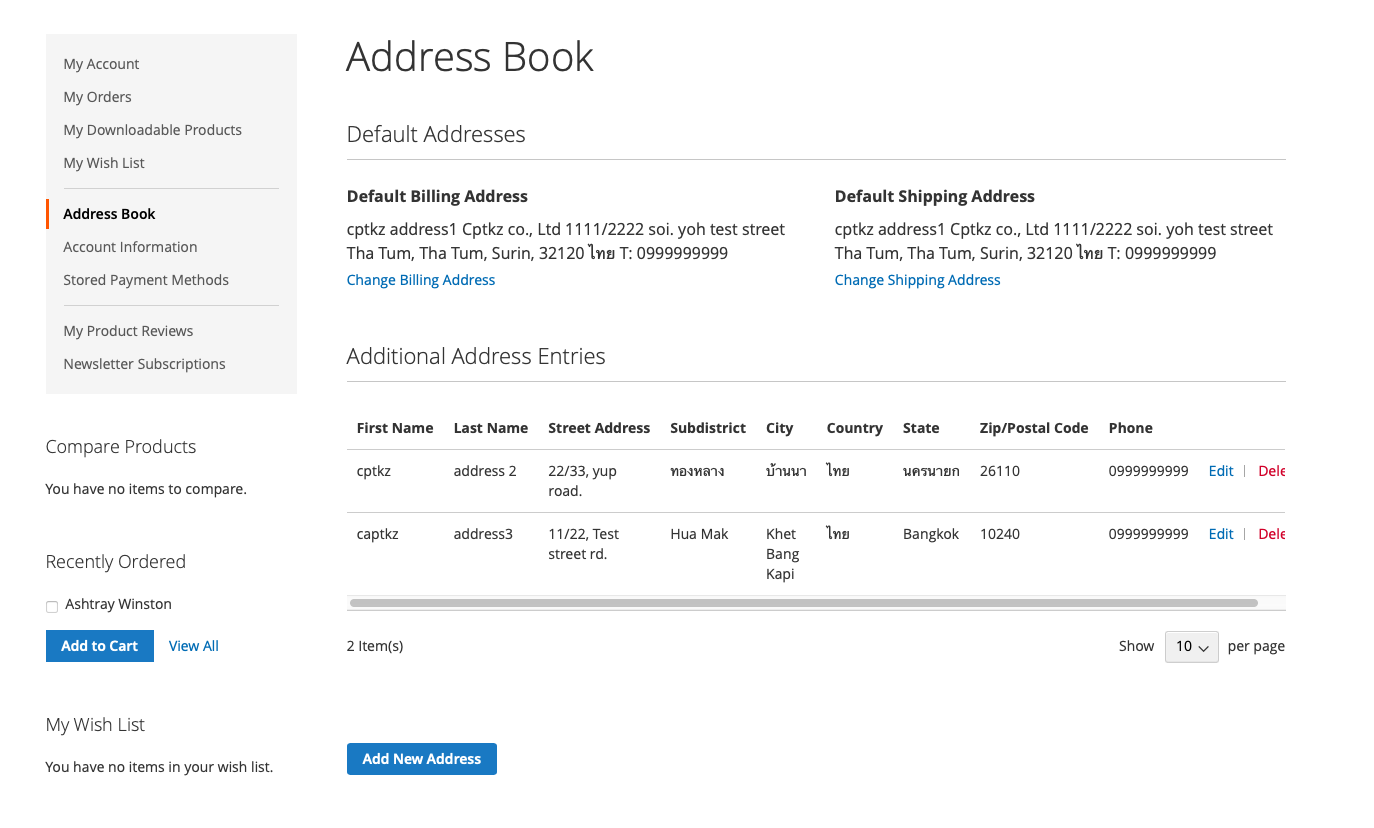 My Account
My Orders
My Downloadable Products
My Wish List
Address Book
Account Information
Stored Payment Methods
My Product Reviews
Newsletter Subscriptions
Compare Products
You have no items to compare.
Recently Ordered
Ashtray Winston
Add to Cart View All
My Wish List
You have no items in your wish list.
Address Book
Default Addresses
Default Billing Address
cptkz address1 Cptkz co., Ltd 1111/2222 soi. yoh test street
Tha Tum, Tha Tum, Surin, 32120 ไทย T: 0999999999
Change Billing Address
Default Shipping Address
cptkz address1 Cptkz co., Ltd 1111/2222 soi. yoh test street
Tha Tum, Tha Tum, Surin, 32120 ไทย T: 0999999999
Change Shipping Address
Additional Address Entries
First Name Last Name Street Address Subdistrict City Country State Zip/Postal Code Phone
cptkz address 2 22/33, yup road. ทองหลาง บ้านนา ไทย นครนายก 26110 0999999999 Edit | Dele
captkz address3 11/22, Test street rd. Hua Mak Khet Bang Kapi ไทย Bangkok 10240 0999999999 Edit | Dele
2 Item(s)
Show 10 per page
Add New Address